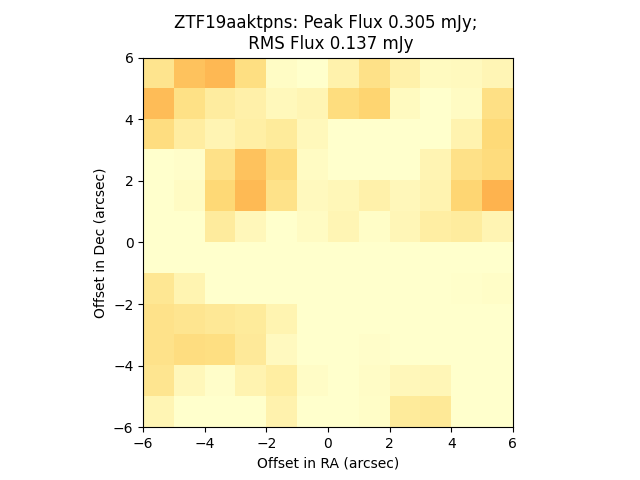 ZTF19aaktpns: Peak Flux 0.305 mJy;
RMS Flux 0.137 mJy
6
4
2
0
−2
−4
−6
Offset in Dec (arcsec)
−6 −4 −2 0 2 4 6
Offset in RA (arcsec)